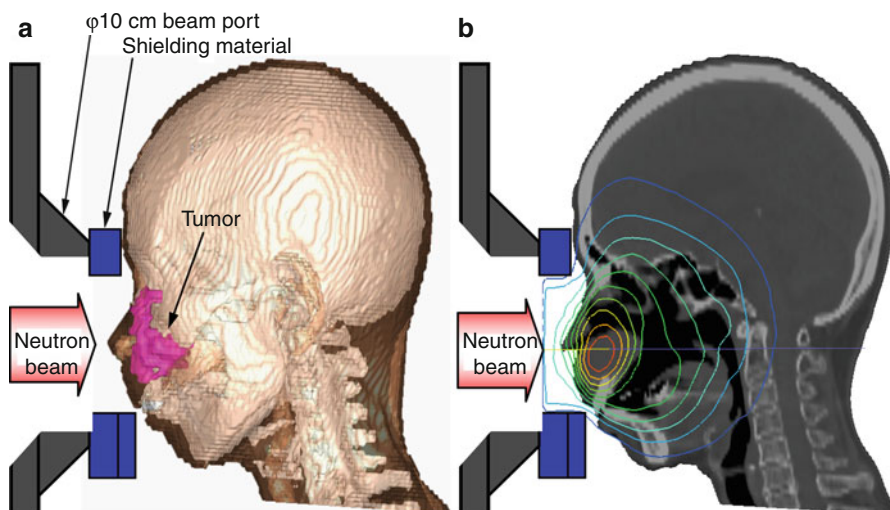 a
φ10 cm beam port
Shielding material
Tumor
Neutron
beam
b
Neutron
beam